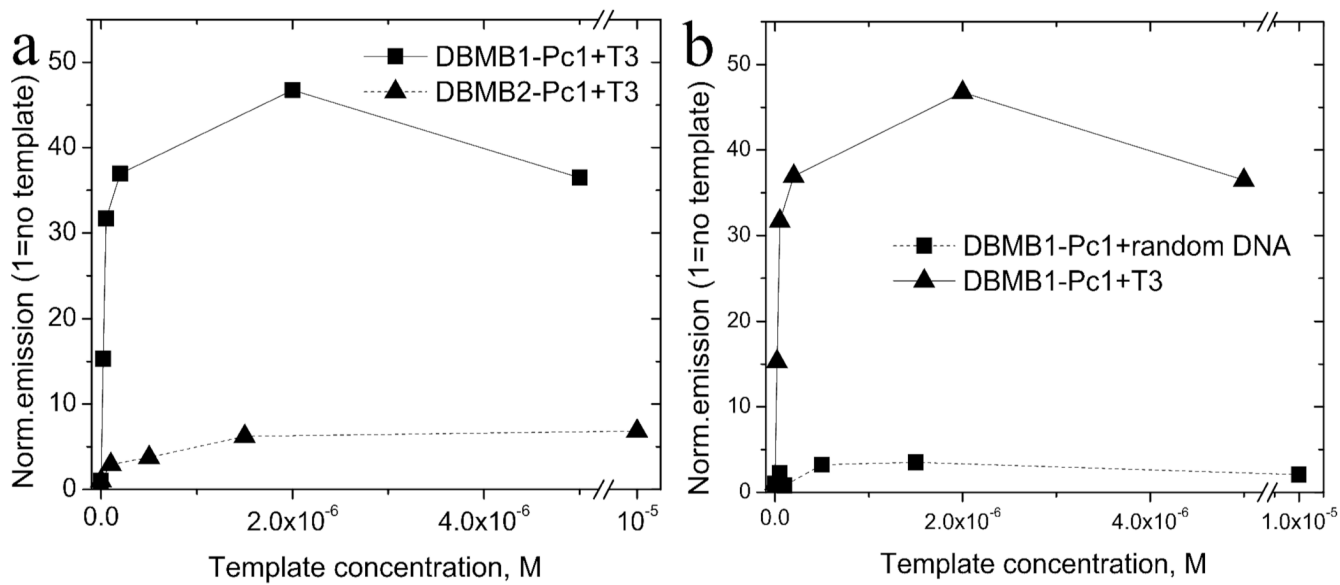 a
Norm.emission (1=no template)
50
40
30
20
10
0
DBMB1-Pc1+T3
DBMB2-Pc1+T3
0.0
2.0x10⁻⁶
4.0x10⁻⁶
10⁻⁵
Template concentration, M
b
Norm.emission (1=no template)
50
40
30
20
10
0
DBMB1-Pc1+random DNA
DBMB1-Pc1+T3
0.0
2.0x10⁻⁶
4.0x10⁻⁶
1.0x10⁻⁵
Template concentration, M